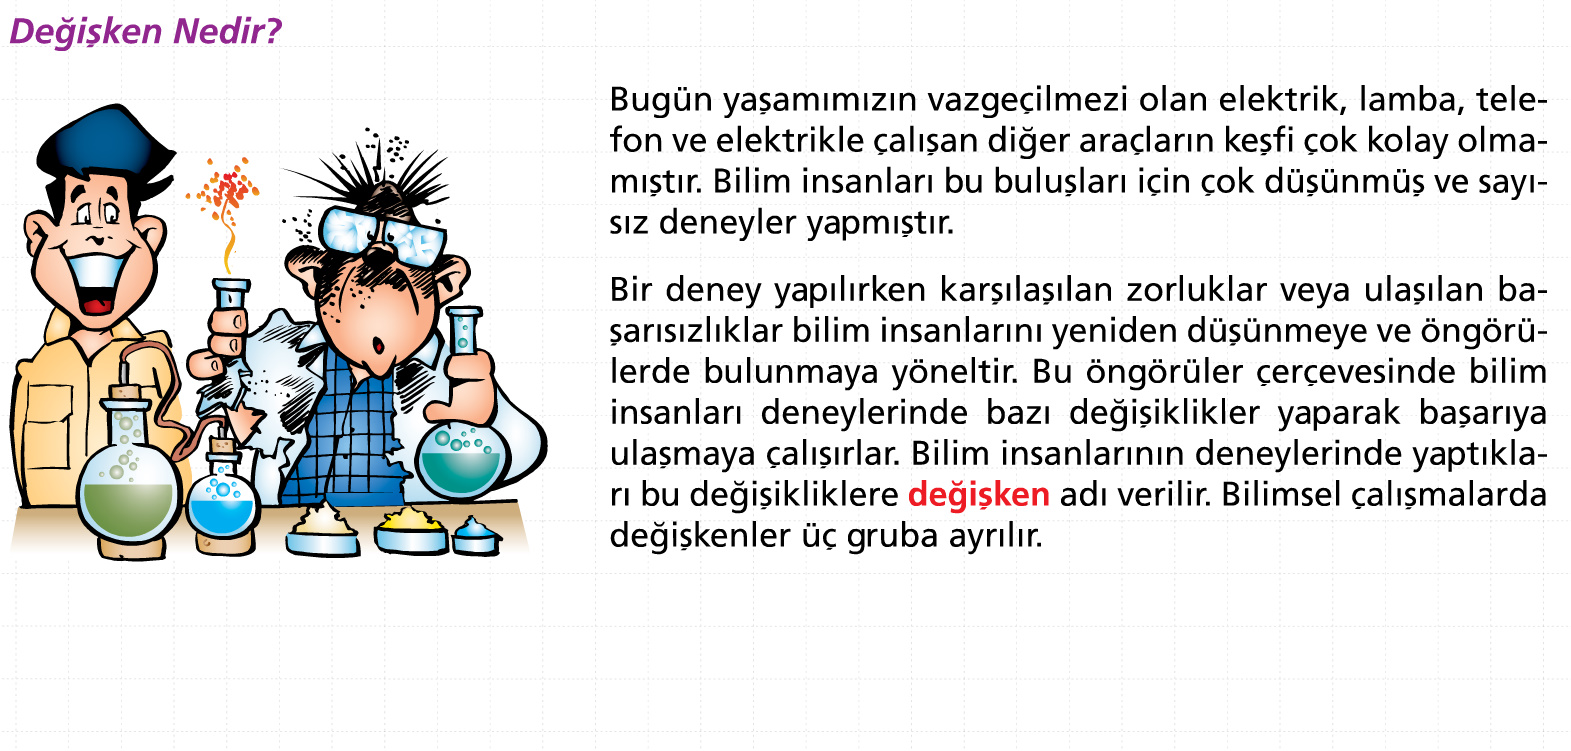 Değişken Nedir?
Bugün yaşamımızın vazgeçilmezi olan elektrik, lamba, tele-
fon ve elektrikle çalışan diğer araçların keşfi çok kolay olma-
mıştır. Bilim insanları bu buluşları için çok düşünmüş ve sayı-
sız deneyler yapmıştır.
Bir deney yapılırken karşılaşılan zorluklar veya ulaşılan ba-
şarısızlıklar bilim insanlarını yeniden düşünmeye ve öngörü-
lerde bulunmaya yöneltir. Bu öngörüler çerçevesinde bilim
insanları deneylerinde bazı değişiklikler yaparak başarıya
ulaşmaya çalışırlar. Bilim insanlarının deneylerinde yaptıkla-
rı bu değişikliklere değişken adı verilir. Bilimsel çalışmalarda
değişkenler üç gruba ayrılır.